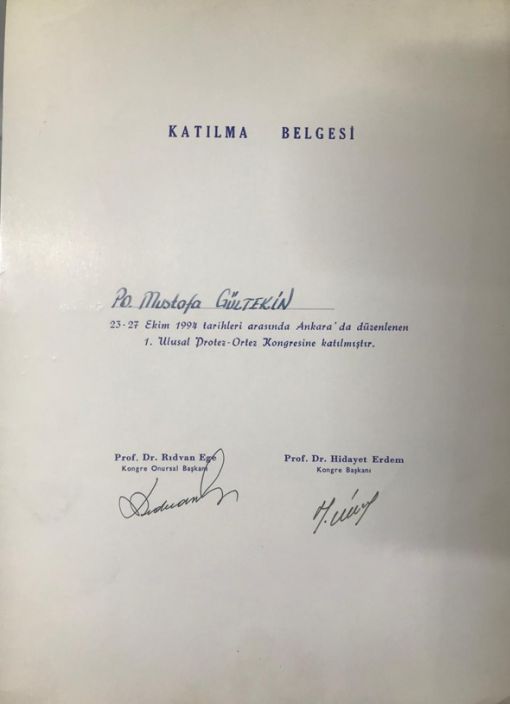 KATILMA BELGESİ
PO. Mustafa GÜLTEKİN
23-27 Ekim 1994 tarihleri arasında Ankara'da düzenlenen
1. Ulusal Protez-Ortez Kongresine katılmıştır.
Prof. Dr. Rıdvan Ege
Kongre Onursal Başkanı
Prof. Dr. Hidayet Erdem
Kongre Başkanı